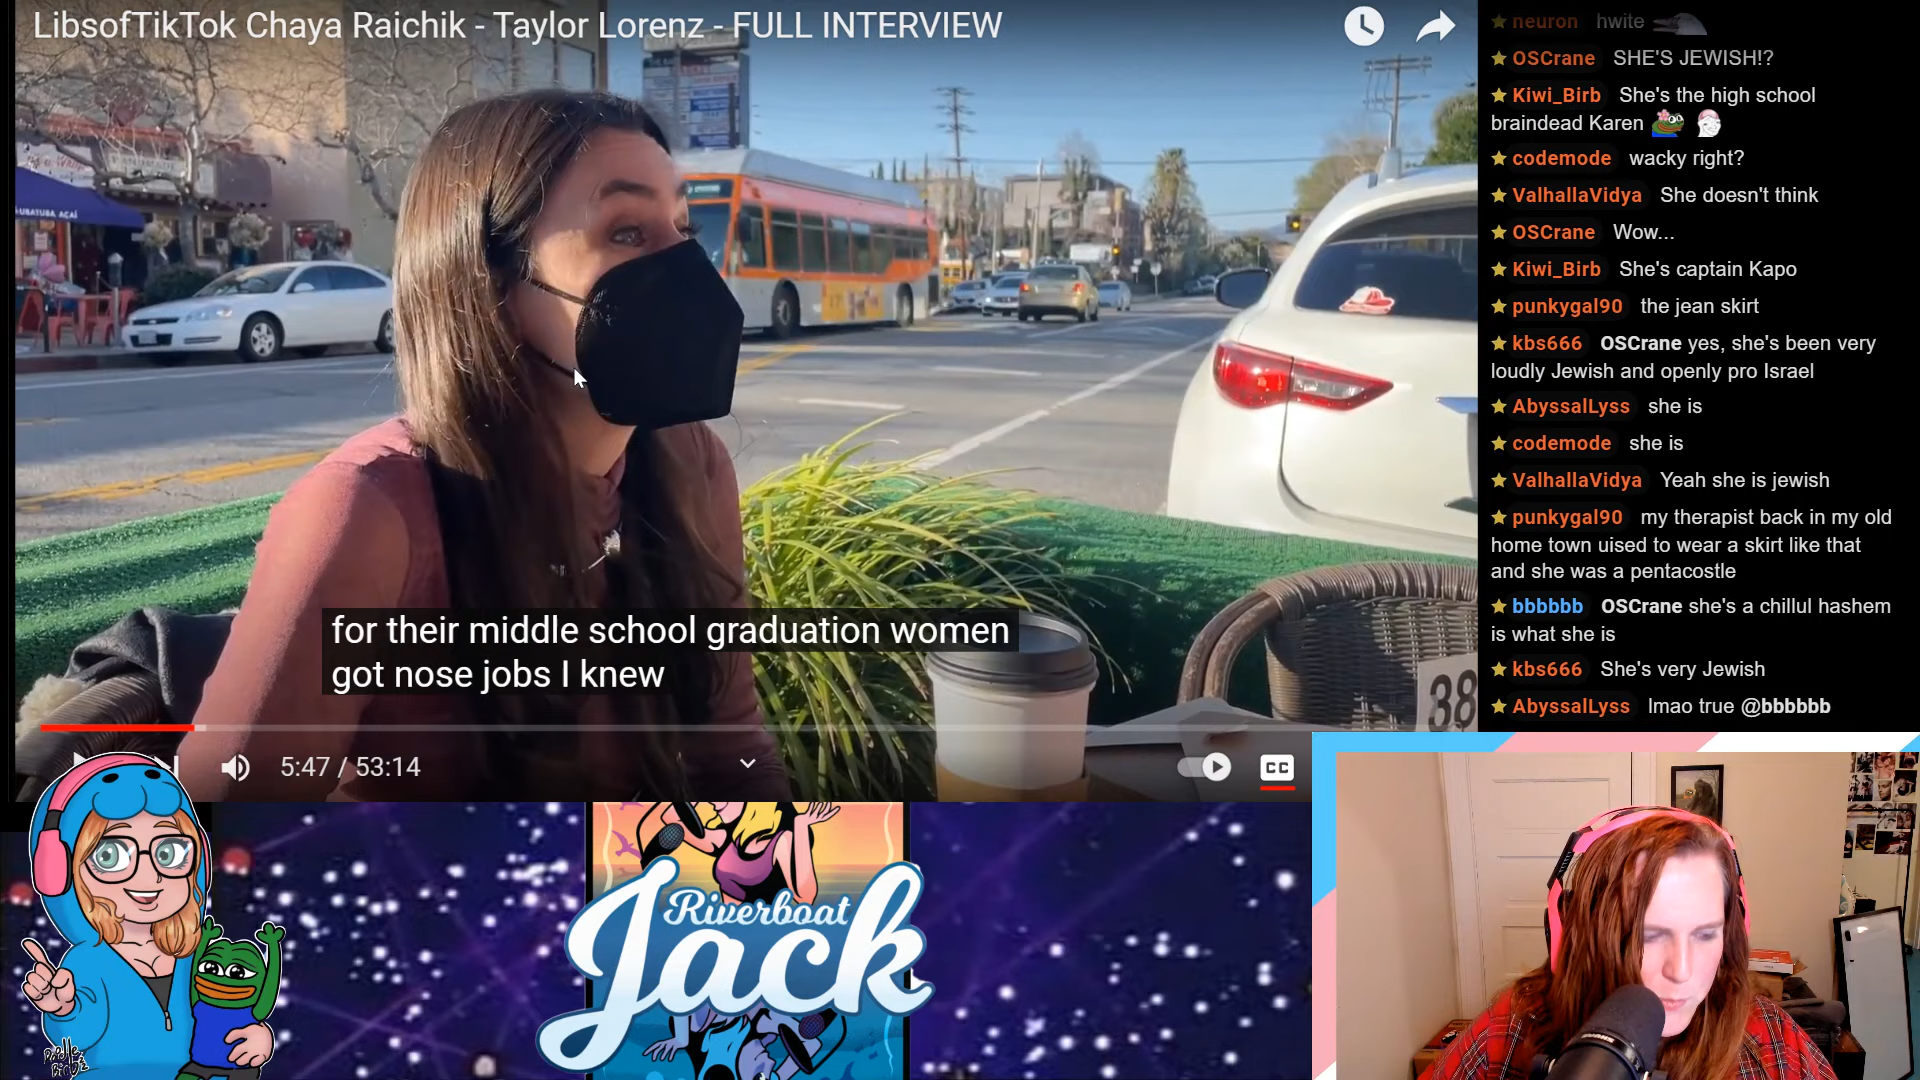 LibsofTikTok Chaya Raichik - Taylor Lorenz - FULL INTERVIEW
for their middle school graduation women
got nose jobs I knew
38
5:47 / 53:14
CC
Riverboat
Jack
neuron hwite
OSCrane SHE'S JEWISH!?
Kiwi_Birb She's the high school
braindead Karen
codemode wacky right?
ValhallaVidya She doesn't think
OSCrane Wow...
Kiwi_Birb She's captain Kapo
punkygal90 the jean skirt
kbs666 OSCrane yes, she's been very
loudly Jewish and openly pro Israel
AbyssalLyss she is
codemode she is
ValhallaVidya Yeah she is jewish
punkygal90 my therapist back in my old
home town uised to wear a skirt like that
and she was a pentacostle
bbbbbb OSCrane she's a chillul hashem
is what she is
kbs666 She's very Jewish
AbyssalLyss lmao true @bbbbbb